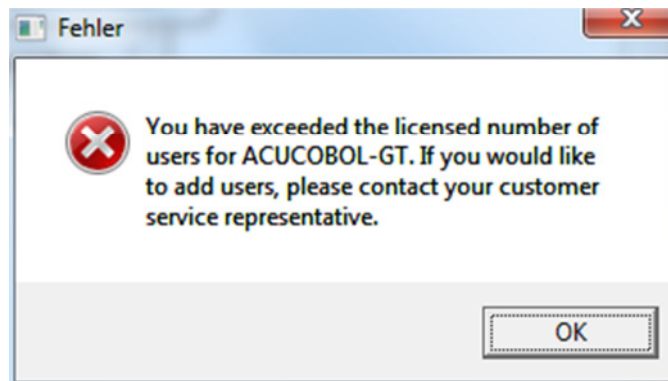 Fehler
You have exceeded the licensed number of
users for ACUCOBOL-GT. If you would like
to add users, please contact your customer
service representative.
OK